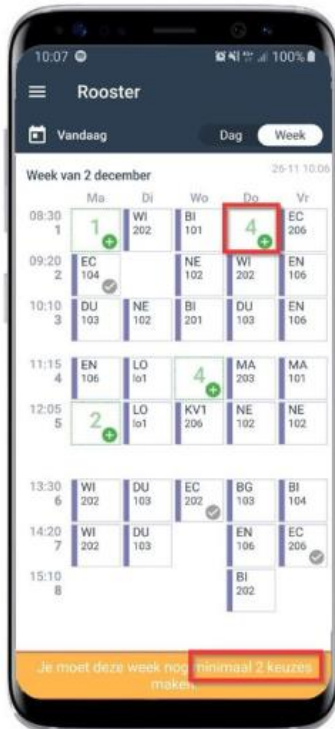 10:07 100%
Rooster
Vandaag Dag Week
Week van 2 december 26-11 10:06
Ma Di Wo Do Vr
08:30 1 WI BI 4 EC
1 202 101 206
09:20 EC NE WI EN
2 104 102 202 106
10:10 DU NE BI DU EN
3 103 102 201 103 106
11:15 EN LO 4 MA MA
4 106 lo1 203 101
12:05 2 LO KV1 NE NE
5 lo1 206 102 102
13:30 WI DU EC BG BI
6 202 103 202 103 104
14:20 WI DU EN EC
7 202 103 106 206
15:10 BI
8 202
Je moet deze week nog minimaal 2 keuzes
maken